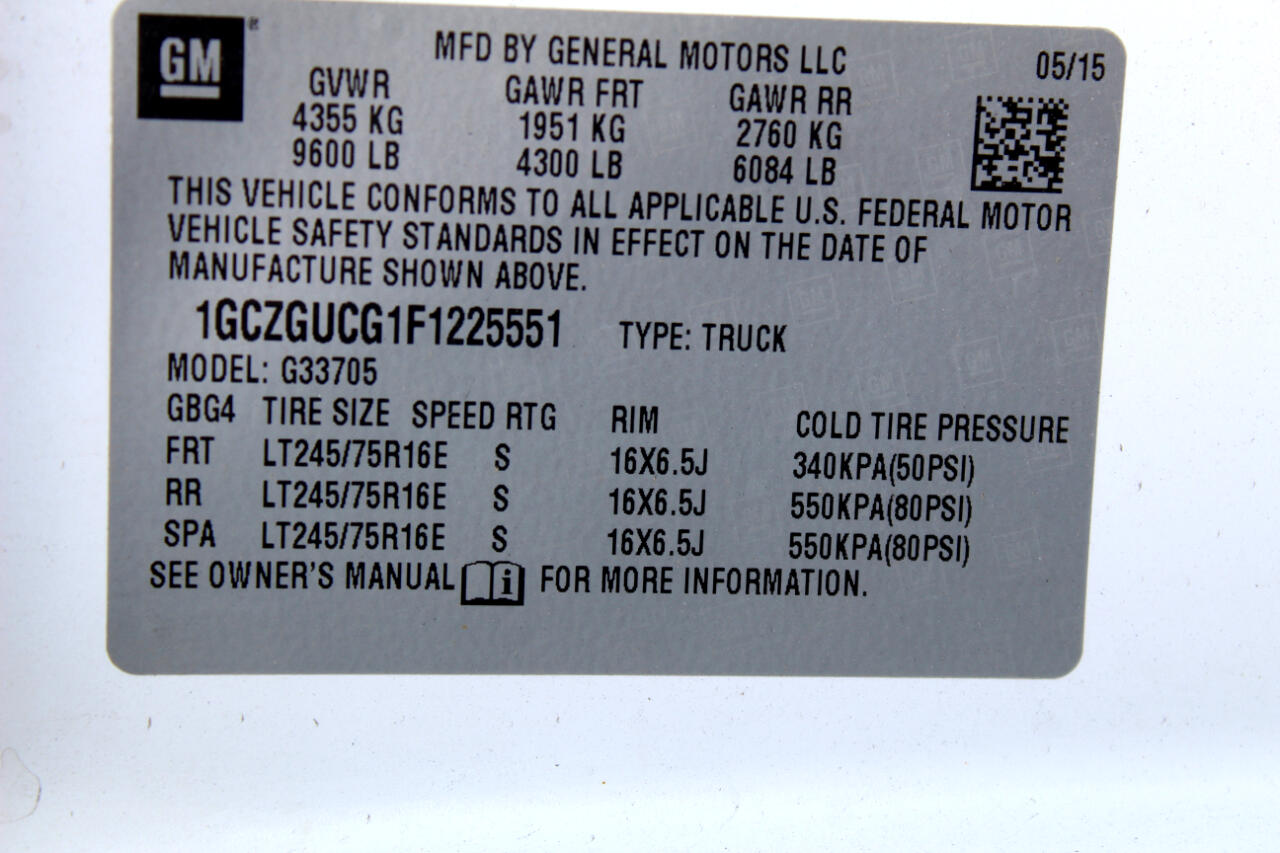 GM®
MFD BY GENERAL MOTORS LLC 05/15
GVWR GAWR FRT GAWR RR
4355 KG 1951 KG 2760 KG
9600 LB 4300 LB 6084 LB
THIS VEHICLE CONFORMS TO ALL APPLICABLE U.S. FEDERAL MOTOR
VEHICLE SAFETY STANDARDS IN EFFECT ON THE DATE OF
MANUFACTURE SHOWN ABOVE.
1GCZGUCG1F1225551 TYPE: TRUCK
MODEL: G33705
GBG4 TIRE SIZE SPEED RTG RIM COLD TIRE PRESSURE
FRT LT245/75R16E S 16X6.5J 340KPA(50PSI)
RR LT245/75R16E S 16X6.5J 550KPA(80PSI)
SPA LT245/75R16E S 16X6.5J 550KPA(80PSI)
SEE OWNER'S MANUAL i FOR MORE INFORMATION.